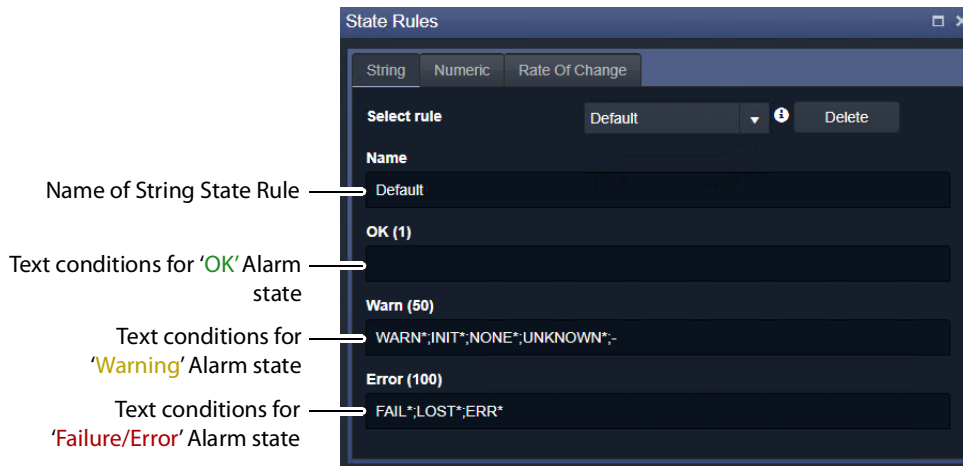 State Rules
String Numeric Rate Of Change
Select rule Default Delete
Name
Name of String State Rule Default
OK (1)
Text conditions for ‘OK’ Alarm
state
Warn (50)
Text conditions for WARN*;INIT*;NONE*;UNKNOWN*;-
‘Warning’ Alarm state
Error (100)
Text conditions for FAIL*;LOST*;ERR*
‘Failure/Error’ Alarm state